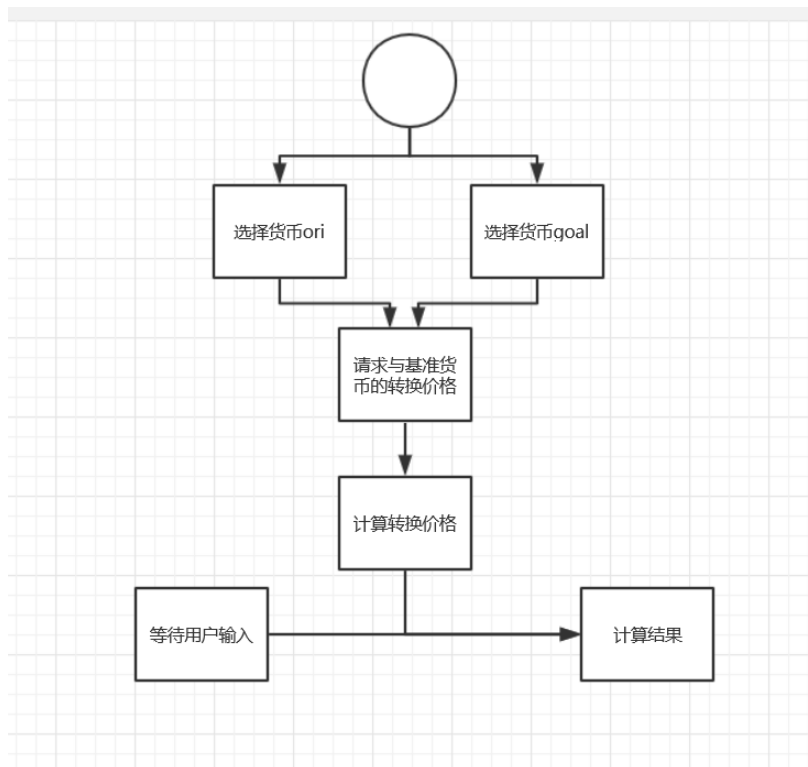 选择货币ori
选择货币goal
请求与基准货
币的转换价格
计算转换价格
等待用户输入
计算结果